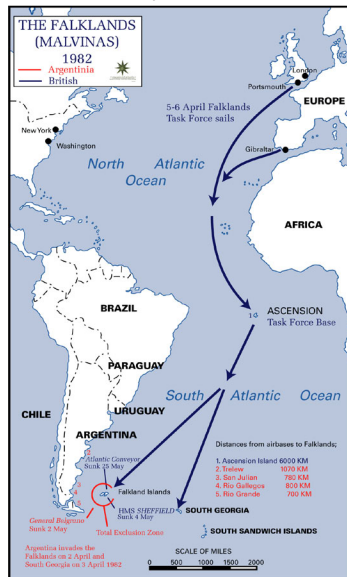 THE FALKLANDS
(MALVINAS)
1982
Argentinia
British
London
Portsmouth
EUROPE
5-6 April Falklands
Task Force sails
Gibraltar
New York
Washington
North Atlantic
Ocean
AFRICA
ASCENSION
Task Force Base
BRAZIL
PARAGUAY
South Atlantic Ocean
CHILE
URUGUAY
ARGENTINA
Distances from airbases to Falklands;
1. Ascension Island 6000 KM
2. Trelew 1070 KM
3. San Julian 780 KM
4. Rio Gallegos 800 KM
5. Rio Grande 700 KM
2
Atlantic Conveyor
Sunk 25 May
3
4
5
Falkland Islands
HMS SHEFFIELD
Sunk 4 May
SOUTH GEORGIA
General Belgrano
Sunk 2 May
Total Exclusion Zone
SOUTH SANDWICH ISLANDS
Argentina invades the
Falklands on 2 April and
South Georgia on 3 April 1982
SCALE OF MILES
0 500 1000 1500 2000